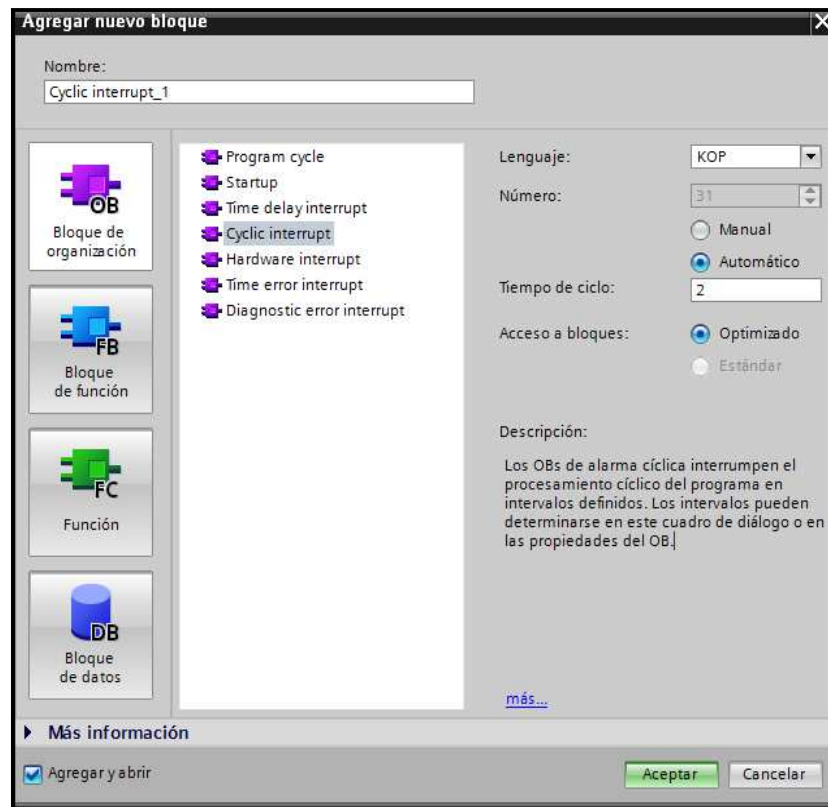 Agregar nuevo bloque
Nombre:
Cyclic interrupt_1
OB
Bloque de
organización
FB
Bloque
de función
FC
Función
DB
Bloque
de datos
Program cycle
Startup
Time delay interrupt
Cyclic interrupt
Hardware interrupt
Time error interrupt
Diagnostic error interrupt
Lenguaje: KOP
Número: 31
Manual
Automático
Tiempo de ciclo: 2
Acceso a bloques: Optimizado
Estándar
Descripción:
Los OBs de alarma cíclica interrumpen el
procesamiento cíclico del programa en
intervalos definidos. Los intervalos pueden
determinarse en este cuadro de diálogo o en
las propiedades del OB.
más...
Más información
Agregar y abrir
Aceptar Cancelar